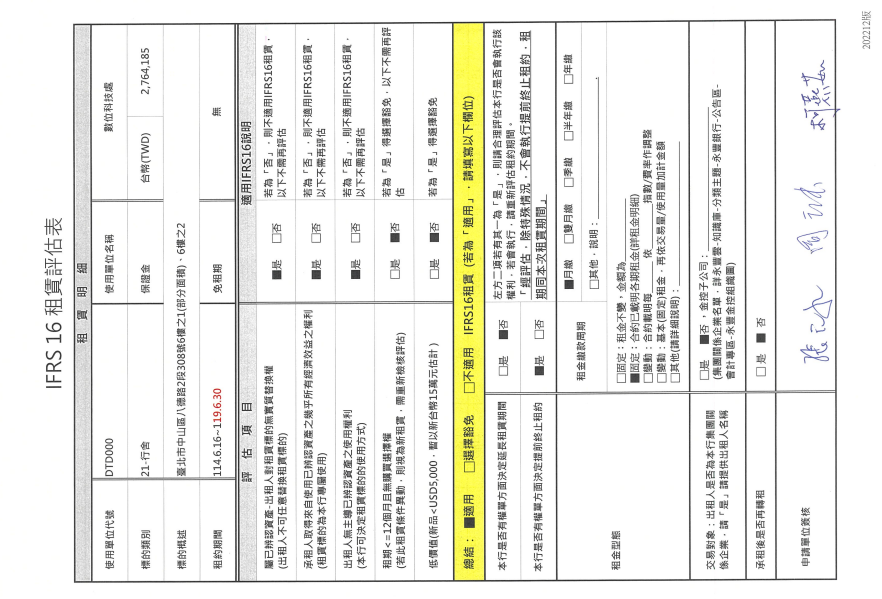 IFRS 16 租賃評估表
租 賃 明 細
使用單位代號 DTD000 使用單位名稱 數位科技處
標的類別 21-行舍 保證金 台幣(TWD) 2,764,185
標的概述 臺北市中山區八德路2段308號6樓之1(部分面積)、6樓之2
租約期間 114.6.16~119.6.30 免租期 無
評 估 項 目 適用IFRS16說明
屬已辨認資產-出租人對租賃標的無實質替換權
(出租人不可任意替換租賃標的)
■是 □否
若為「否」，則不適用IFRS16租賃，
以下不需再評估
承租人取得來自使用已辨認資產之幾乎所有經濟效益之權利
(租賃標的為本行專屬使用)
■是 □否
若為「否」，則不適用IFRS16租賃，
以下不需再評估
出租人無主導已辨認資產之使用權利
(本行可決定租賃標的的使用方式)
■是 □否
若為「否」，則不適用IFRS16租賃，
以下不需再評估
租期<=12個月且無購買選擇權
(若此租賃條件異動，則視為新租賃，需重新檢核評估)
□是 ■否
若為「是」得選擇豁免，以下不需再評
估
低價值(新品<USD5,000，暫以新台幣15萬元估計)
□是 ■否
若為「是」得選擇豁免
總結： ■適用 □選擇豁免 □不適用 IFRS16租賃 (若為「適用」，請填寫以下欄位)
本行是否有權單方面決定延長租賃期間 □是 ■否
本行是否有權單方面決定提前終止租約 ■是 □否
左方二項若有其一為「是」，則請合理評估本行是否會執行該
權利，若會執行，請重新評估租約期間。
「經評估，除特殊情況，不會執行提前終止租約，租
期同本次租賃期間」
租金型態
租金繳款周期
■月繳 □雙月繳 □季繳 □半年繳 □年繳
□其他，說明：
□固定：租金不變，金額為
■固定：合約已載明各期租金(詳租金明細)
□變動：合約載明每 依 指數/費率作調整
□變動：基本(固定)租金，再依交易量/使用量加計金額
□其他(請詳細說明)：
交易對象：出租人是否為本行集團關
係企業，請「是」請提供出租人名稱
□是 ■否，金控子公司：
(集團關係企業名單，詳永豐雲-知識庫-分類主題-永豐銀行-公告區-
會計專區-永豐金控組織圖)
承租後是否再轉租 □是 ■ 否
申請單位簽核
202212版